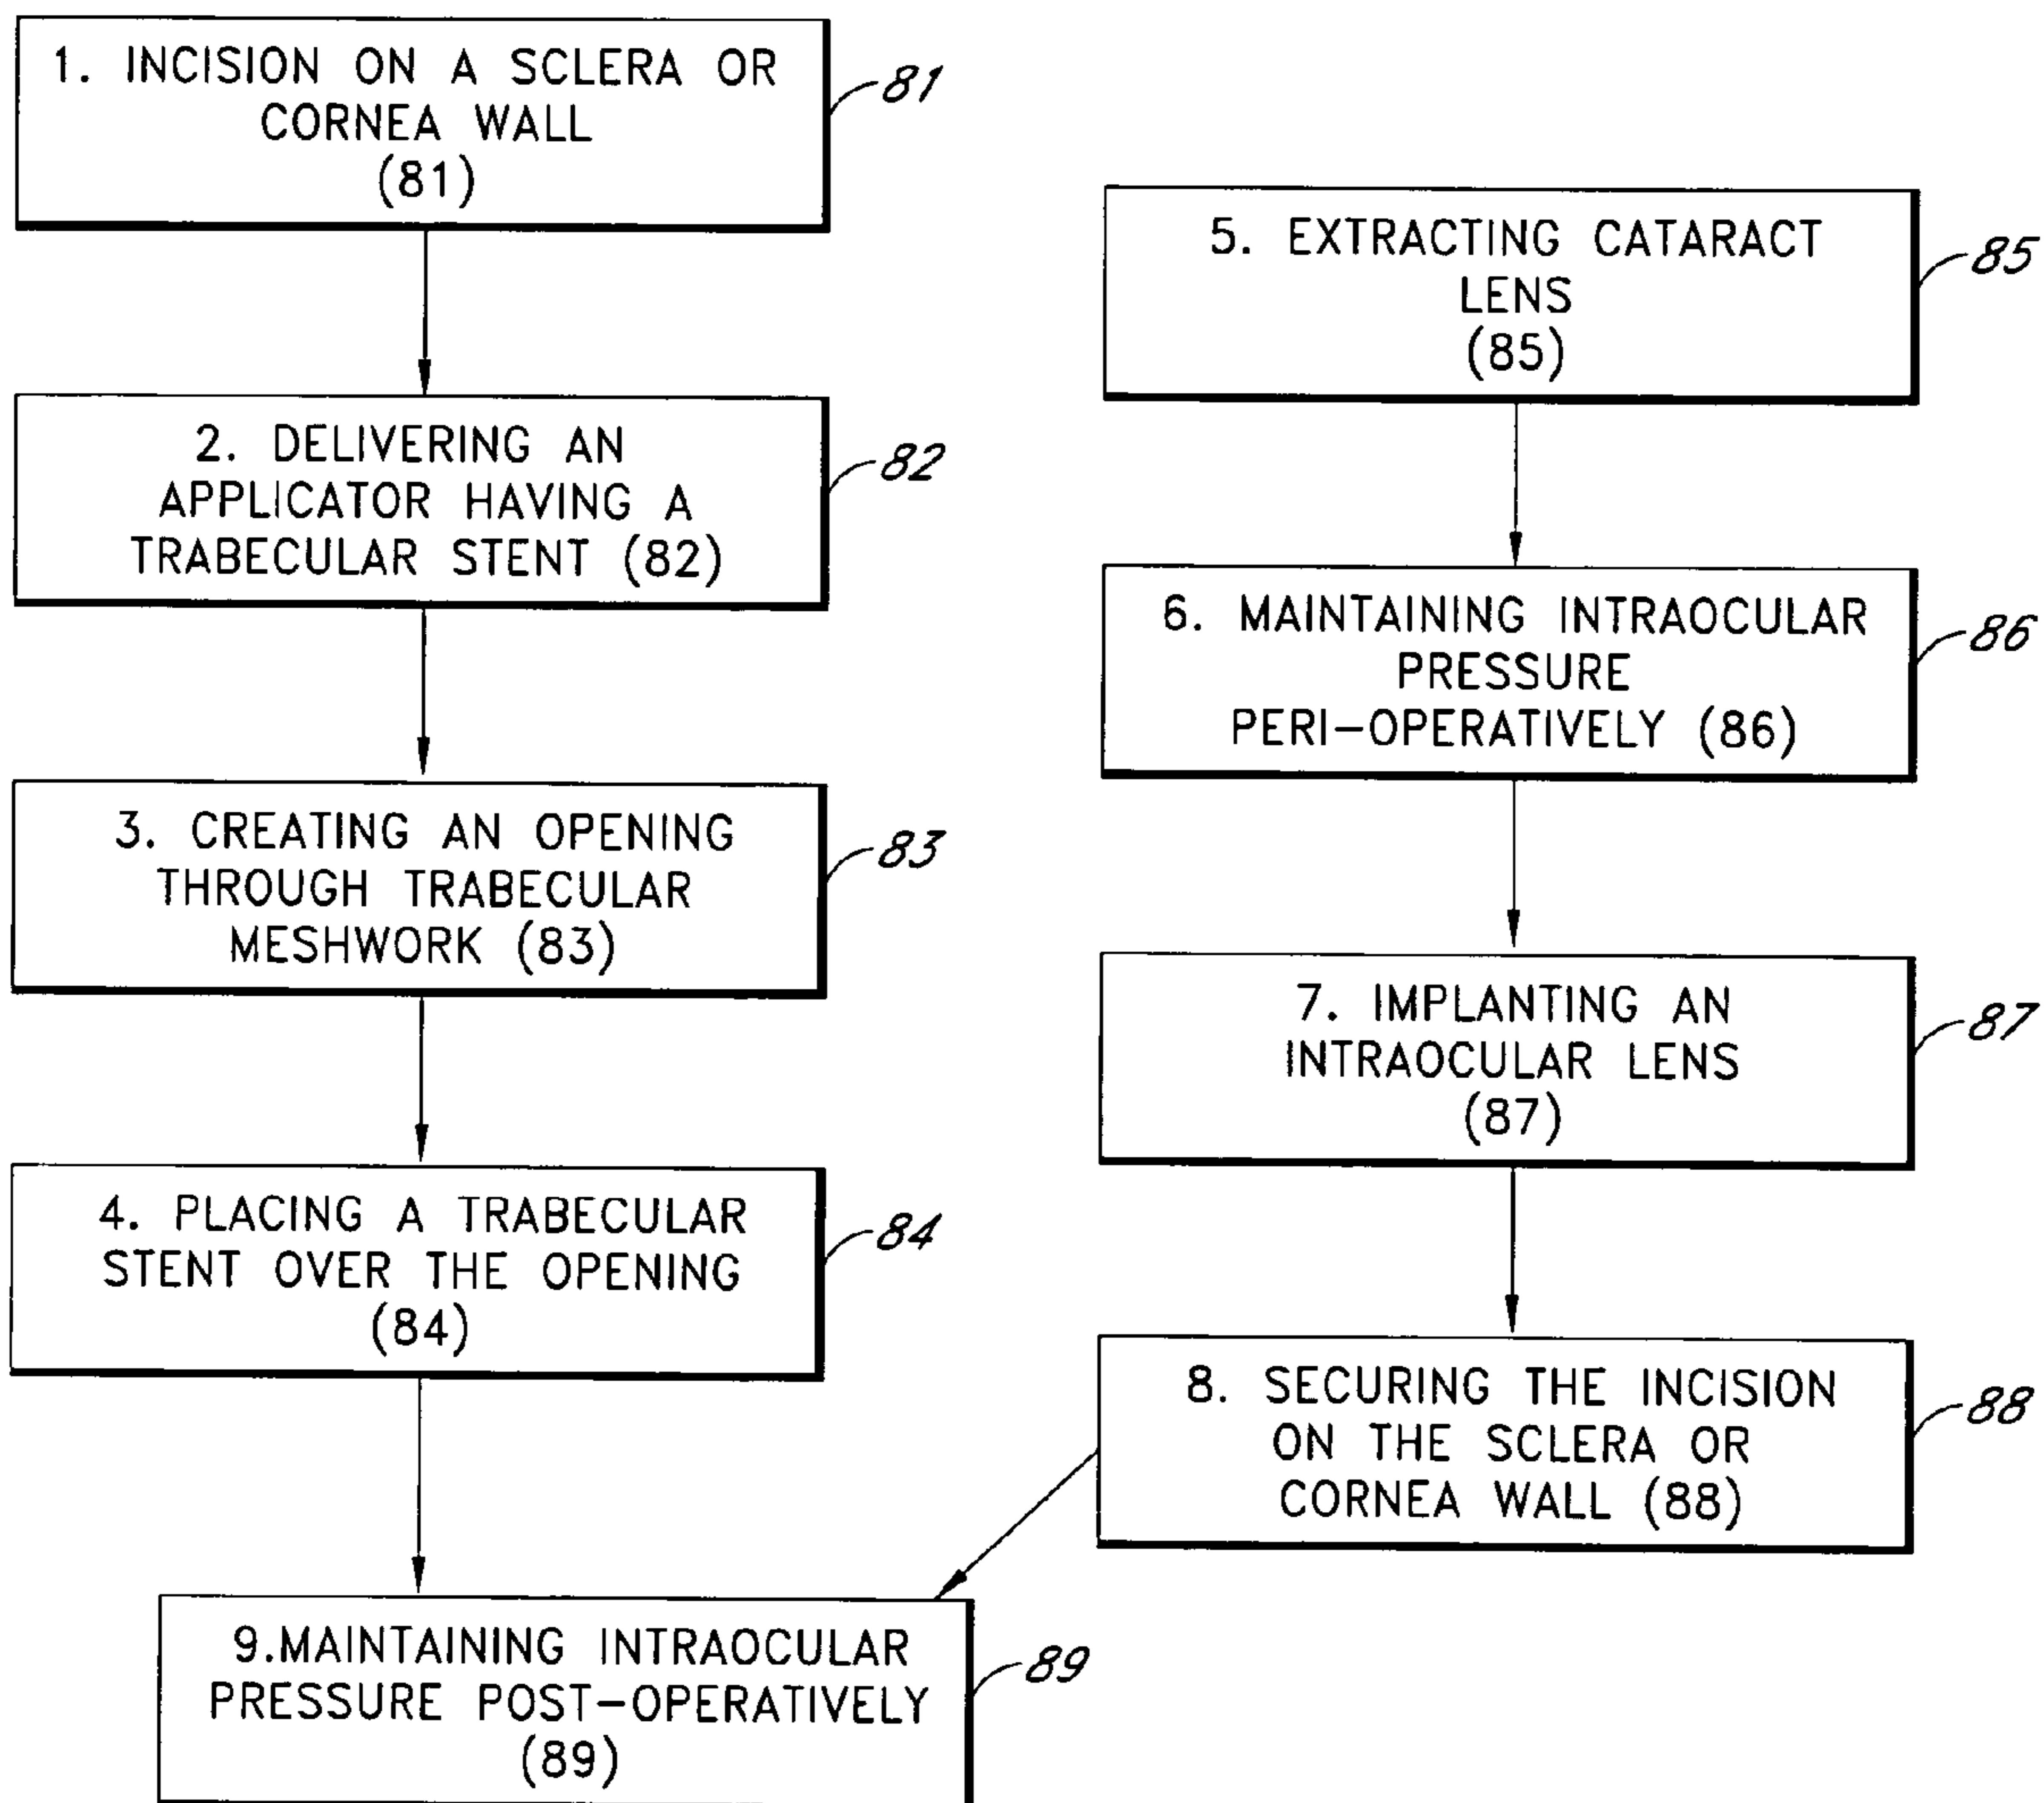 1. INCISION ON A SCLERA OR
CORNEA WALL
(81)
81
2. DELIVERING AN
APPLICATOR HAVING A
TRABECULAR STENT (82)
82
3. CREATING AN OPENING
THROUGH TRABECULAR
MESHWORK (83)
83
4. PLACING A TRABECULAR
STENT OVER THE OPENING
(84)
84
5. EXTRACTING CATARACT
LENS
(85)
85
6. MAINTAINING INTRAOCULAR
PRESSURE
PERI-OPERATIVELY (86)
86
7. IMPLANTING AN
INTRAOCULAR LENS
(87)
87
8. SECURING THE INCISION
ON THE SCLERA OR
CORNEA WALL (88)
88
9.MAINTAINING INTRAOCULAR
PRESSURE POST-OPERATIVELY
(89)
89